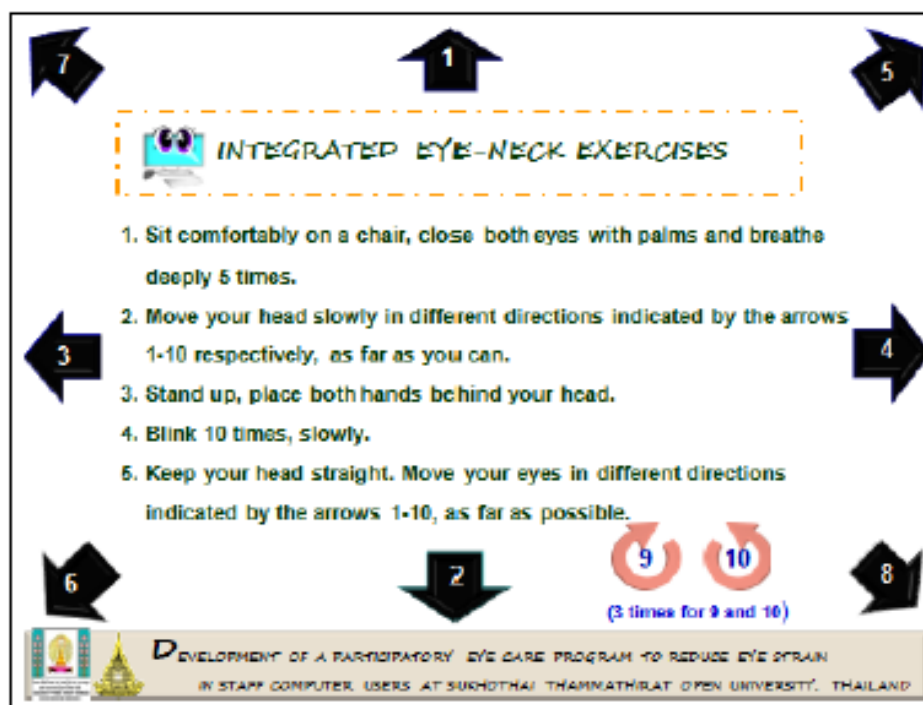 7
1
5
INTEGRATED EYE-NECK EXERCISES
1. Sit comfortably on a chair, close both eyes with palms and breathe
deeply 5 times.
2. Move your head slowly in different directions indicated by the arrows
1-10 respectively, as far as you can.
3
4
3. Stand up, place both hands behind your head.
4. Blink 10 times, slowly.
5. Keep your head straight. Move your eyes in different directions
indicated by the arrows 1-10, as far as possible.
6
2
9
10
8
(3 times for 9 and 10)
DEVELOPMENT OF A PARTICIPATORY EYE CARE PROGRAM TO REDUCE EYE STRAIN
IN STAFF COMPUTER USERS AT SUKHOTHAI THAMMATHIRAT OPEN UNIVERSITY, THAILAND